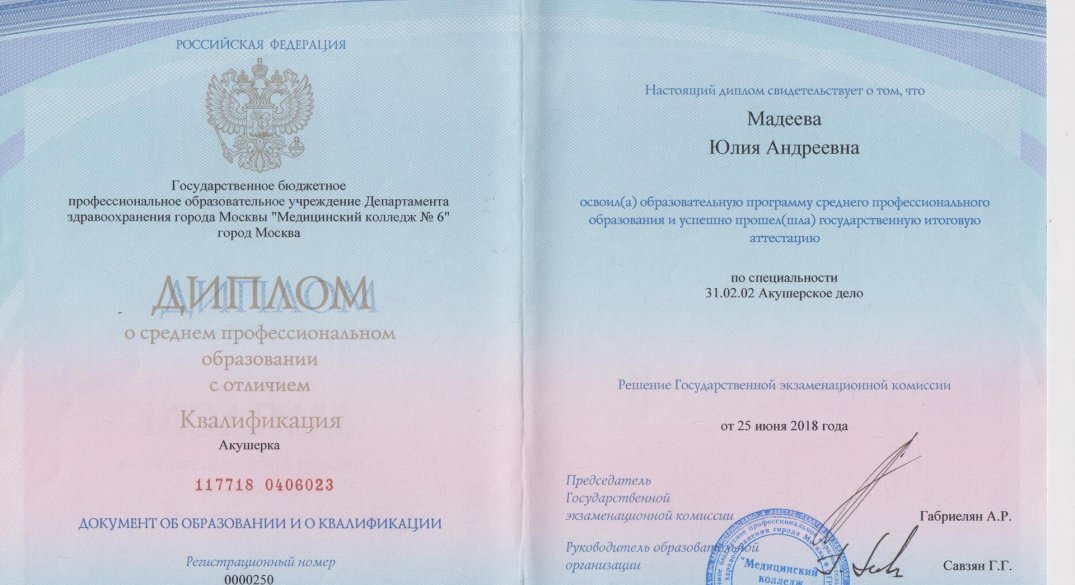 РОССИЙСКАЯ ФЕДЕРАЦИЯ
Государственное бюджетное
профессиональное образовательное учреждение Департамента
здравоохранения города Москвы "Медицинский колледж № 6"
город Москва
ДИПЛОМ
о среднем профессиональном
образовании
с отличием
Квалификация
Акушерка
117718 0406023
ДОКУМЕНТ ОБ ОБРАЗОВАНИИ И О КВАЛИФИКАЦИИ
Регистрационный номер
0000250
Настоящий диплом свидетельствует о том, что
Мадеева
Юлия Андреевна
освоил(а) образовательную программу среднего профессионального
образования и успешно прошел(шла) государственную итоговую
аттестацию
по специальности
31.02.02 Акушерское дело
Решение Государственной экзаменационной комиссии
от 25 июня 2018 года
Председатель
Государственной
экзаменационной комиссии
Габриелян А.Р.
Руководитель образовательной
организации
Савзян Г.Г.
"Медицинский
колледж